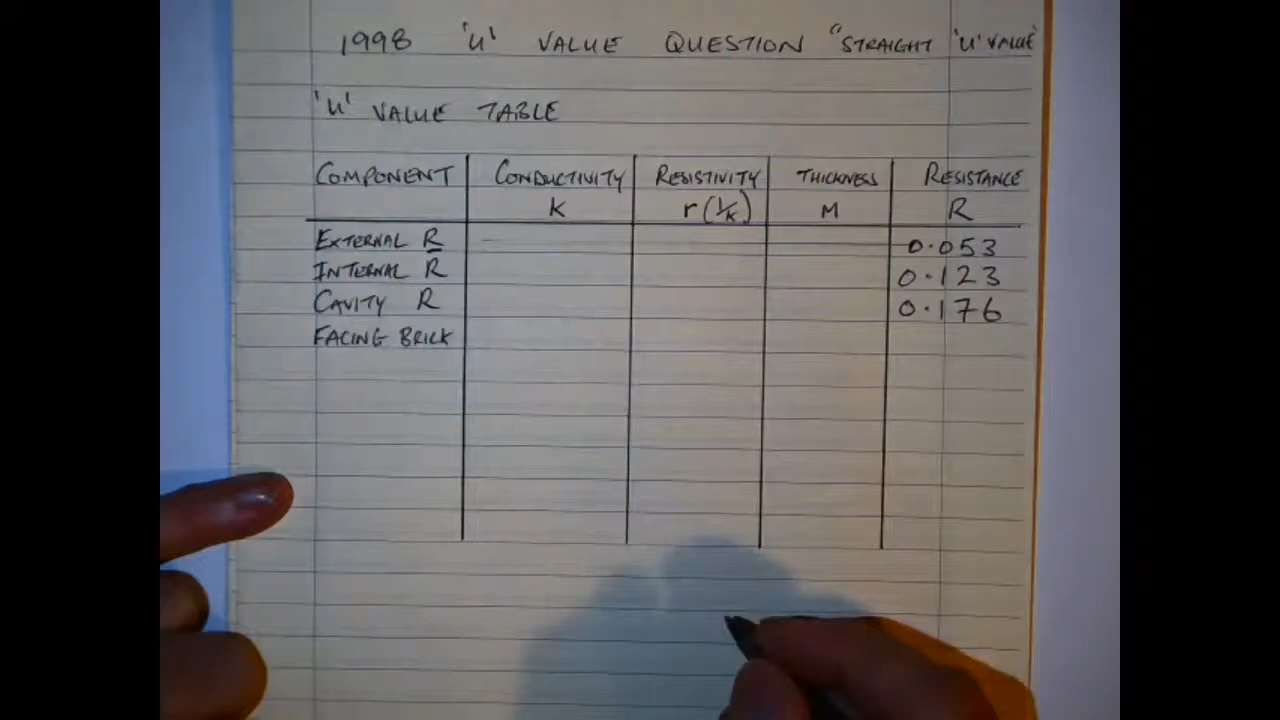 1998 'U' VALUE QUESTION "STRAIGHT 'U' VALUE"
'U' VALUE TABLE
COMPONENT CONDUCTIVITY RESISTIVITY THICKNESS RESISTANCE
K r(1/K) M R
EXTERNAL R 0.053
INTERNAL R 0.123
CAVITY R 0.176
FACING BRICK